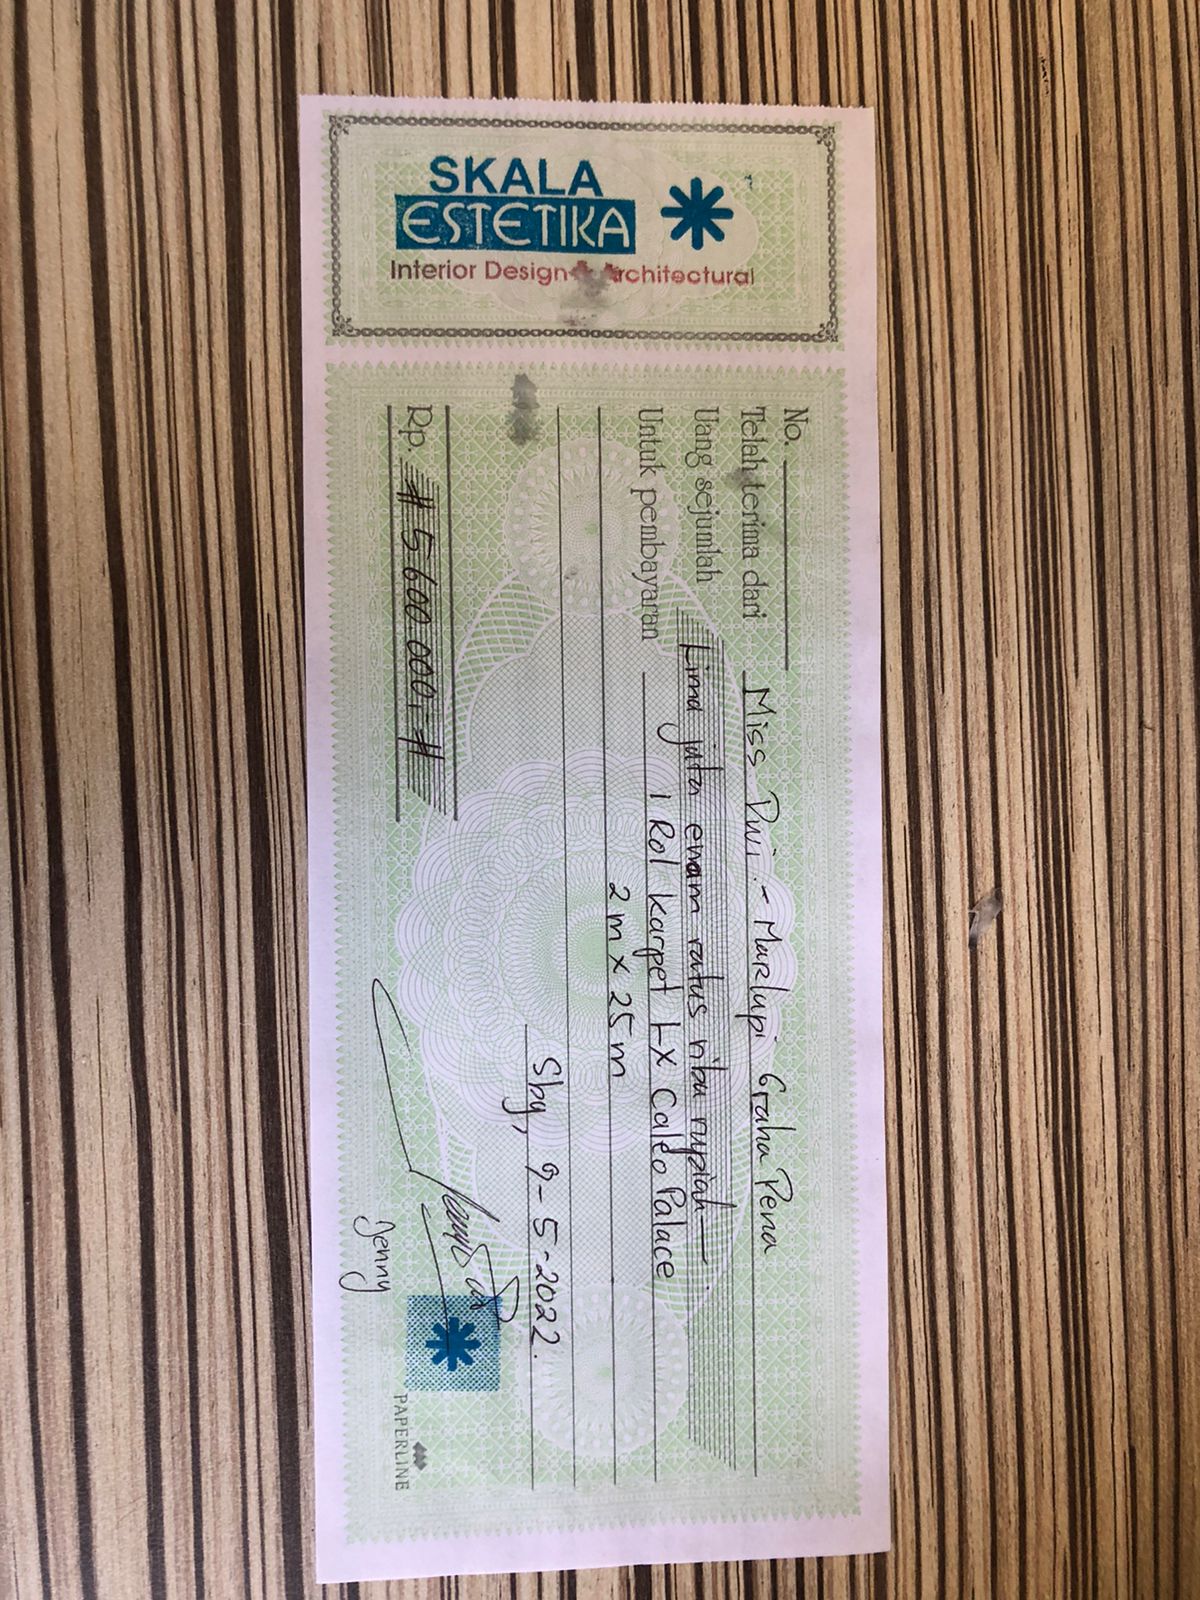 SKALA
ESTETIKA
Interior Design Architectural
No.
Telah terima dari Miss Dwi - Marlupi Graha Pena
Uang sejumlah Lima juta enam ratus ribu rupiah
Untuk pembayaran 1 Rol karpet LX Caleo Palace
2 m x 25 m
Sby, 9-5-2022.
Rp. # 5 600 000,- #
Jenny
PAPERLINE